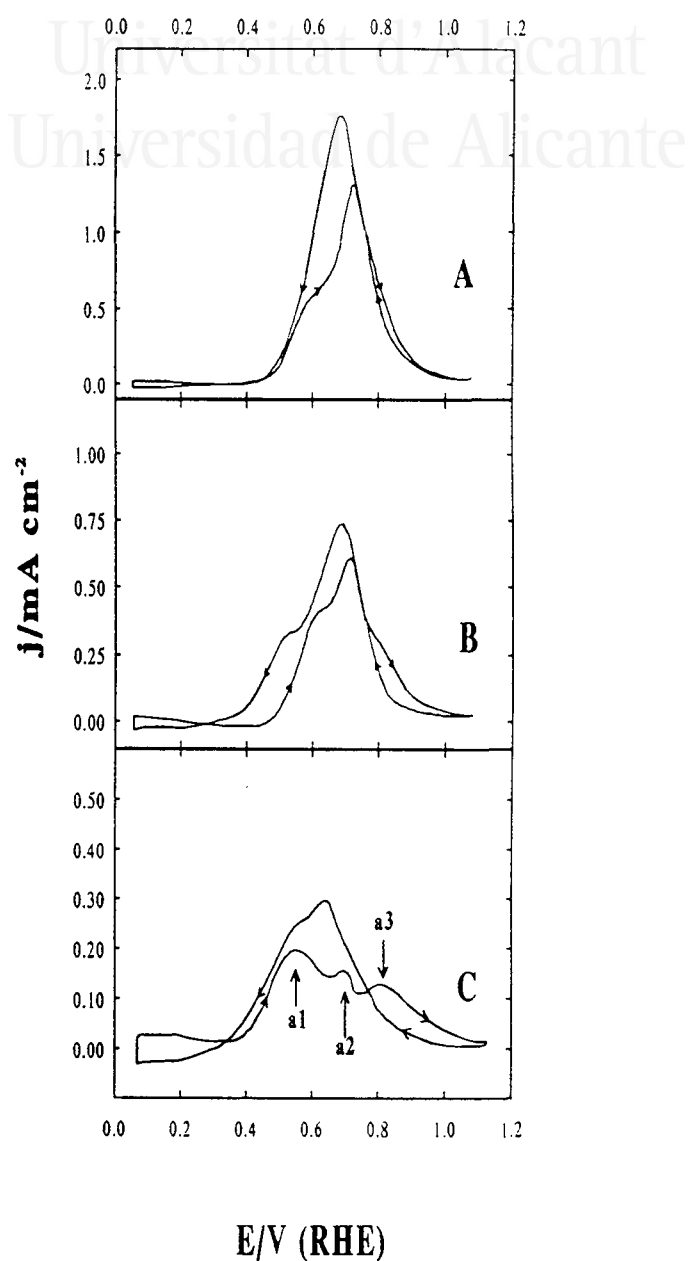 Universitat d'Alacant
Universidad de Alicante
0.0 0.2 0.4 0.6 0.8 1.0 1.2
2.0
1.5
1.0
0.5
0.0
A
1.00
0.75
0.50
0.25
0.00
B
0.50
0.40
0.30
0.20
0.10
0.00
a1
a2
a3
C
0.0 0.2 0.4 0.6 0.8 1.0 1.2
j/mA cm-2
E/V (RHE)